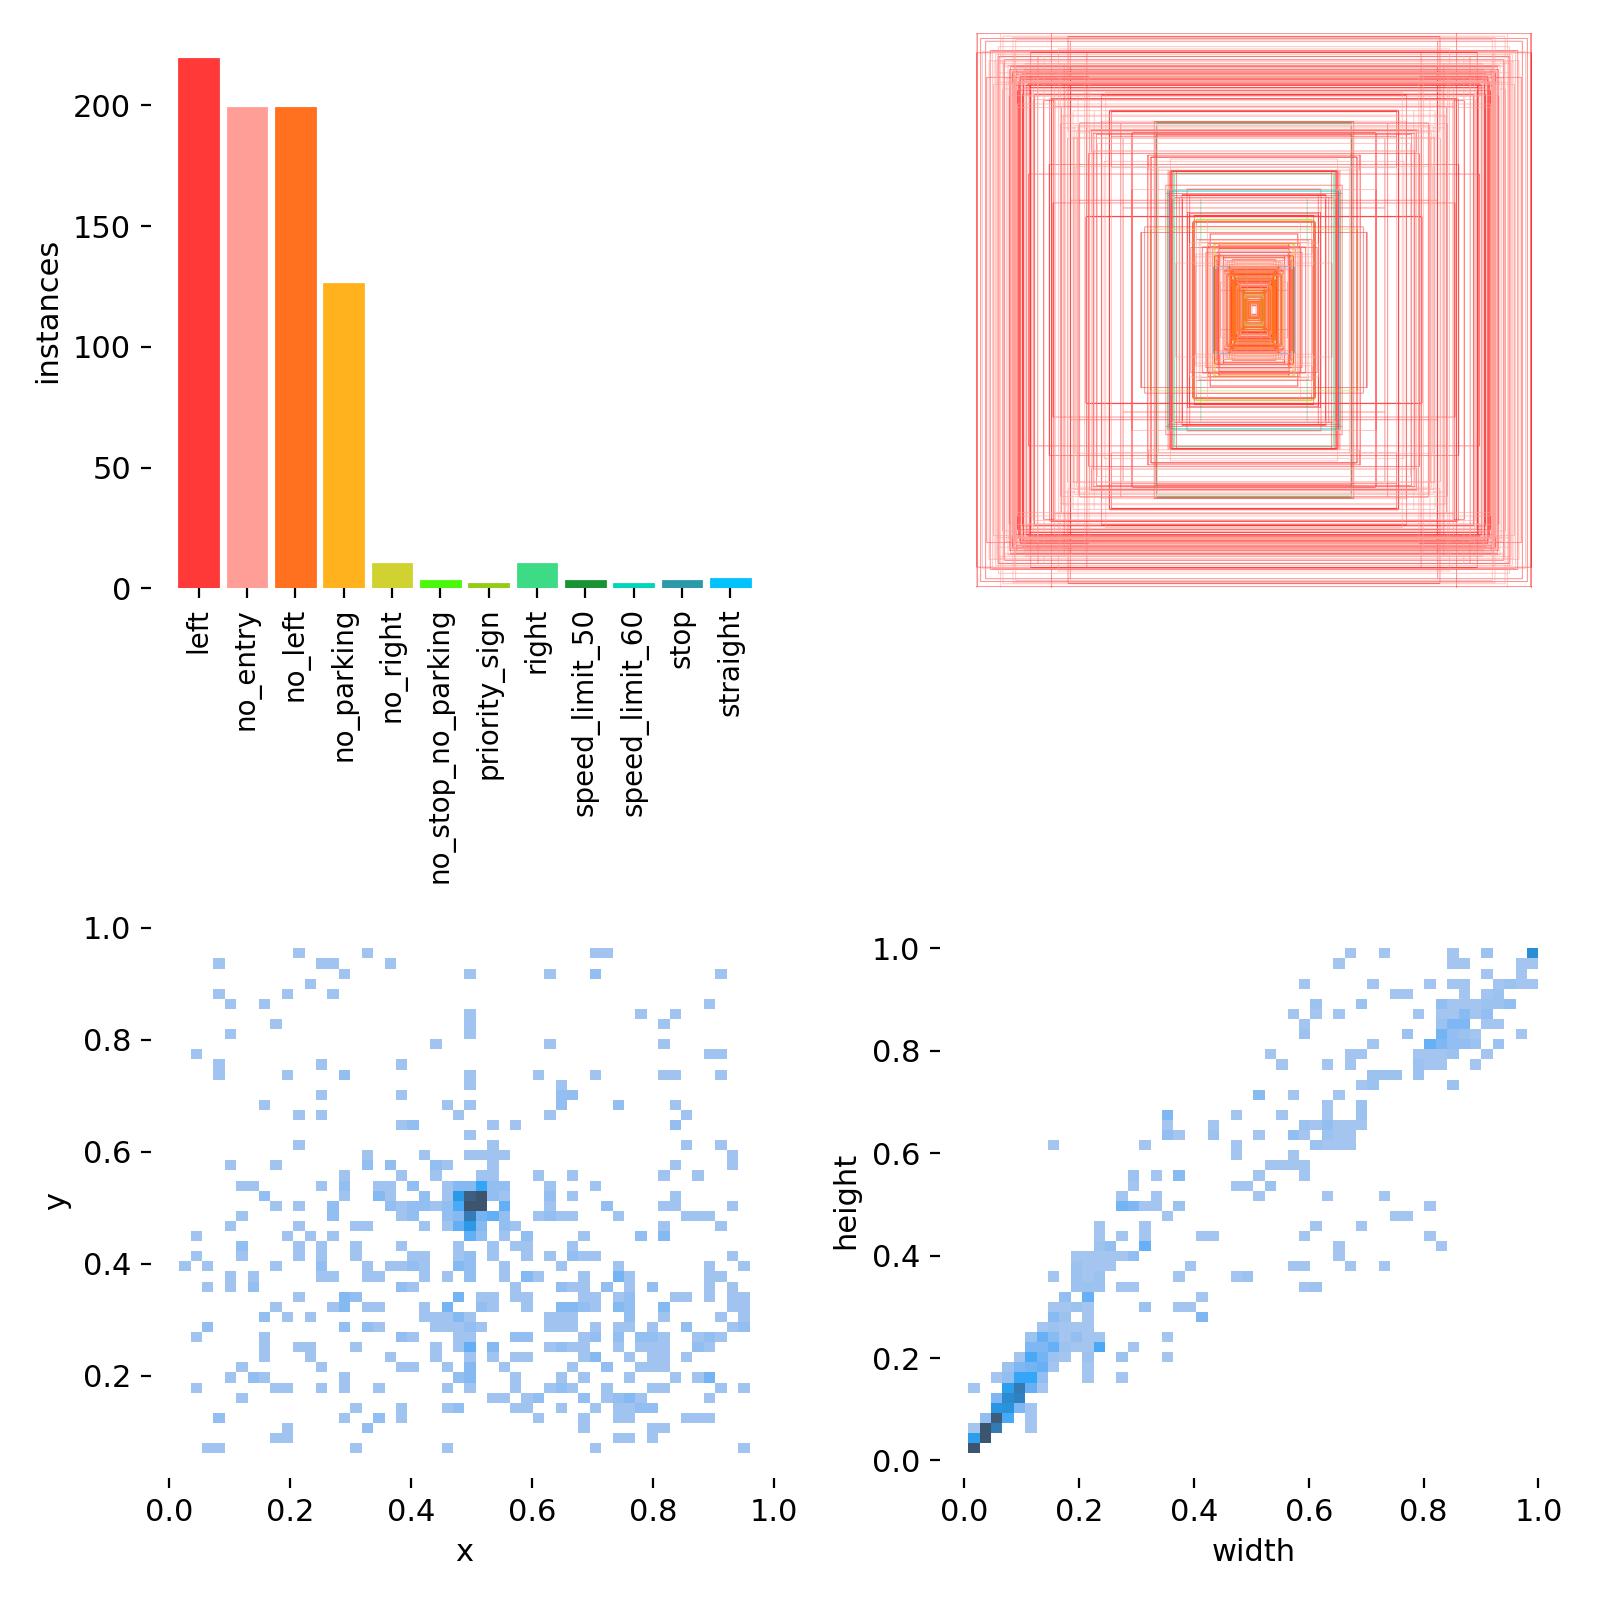 200
150
100
50
0
instances
left
no_entry
no_left
no_parking
no_right
no_stop_no_parking
priority_sign
right
speed_limit_50
speed_limit_60
stop
straight
1.0
0.8
0.6
0.4
0.2
y
0.0 0.2 0.4 0.6 0.8 1.0
x
1.0
0.8
0.6
0.4
0.2
0.0
height
0.0 0.2 0.4 0.6 0.8 1.0
width